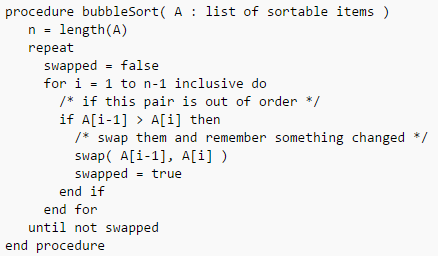 procedure bubbleSort( A : list of sortable items )
   n = length(A)
   repeat
     swapped = false
     for i = 1 to n-1 inclusive do
       /* if this pair is out of order */
       if A[i-1] > A[i] then
         /* swap them and remember something changed */
         swap( A[i-1], A[i] )
         swapped = true
       end if
     end for
   until not swapped
end procedure